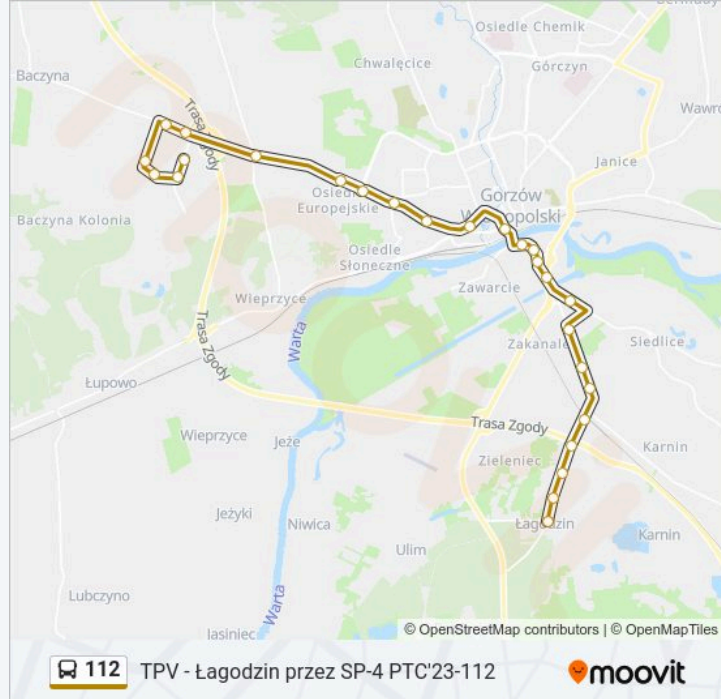 Osiedle Chemik
Chwalęcice
Górczyn
Baczyna
Trasa Zgody
Janice
Osiedle
Europejskie
Gorzów
Wielkopolski
Baczyna Kolonia
Osiedle
Słoneczne
Zawarcie
Wieprzyce
Warta
Trasa Zgody
Zakanale
Siedlice
Łupowo
Trasa Zgody
Wieprzyce
Jeże
Zieleniec
Karnin
Jeżyki
Niwica
Łagodzin
Ulim
Karnin
Lubczyno
Warta
Jasiniec
© OpenStreetMap contributors | © OpenMapTiles
112 TPV - Łagodzin przez SP-4 PTC'23-112
moovit